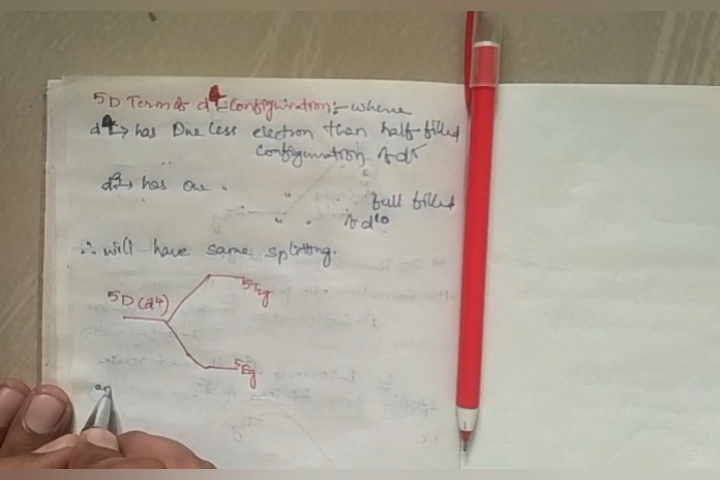 5D Term of d4 - Configuration :- where
d4 → has One less electron than half-filled
configuration of d5
d9 → has one " " " full filled
" " of d10
∴ will have same splitting.
5D (d4)
5Eg
an